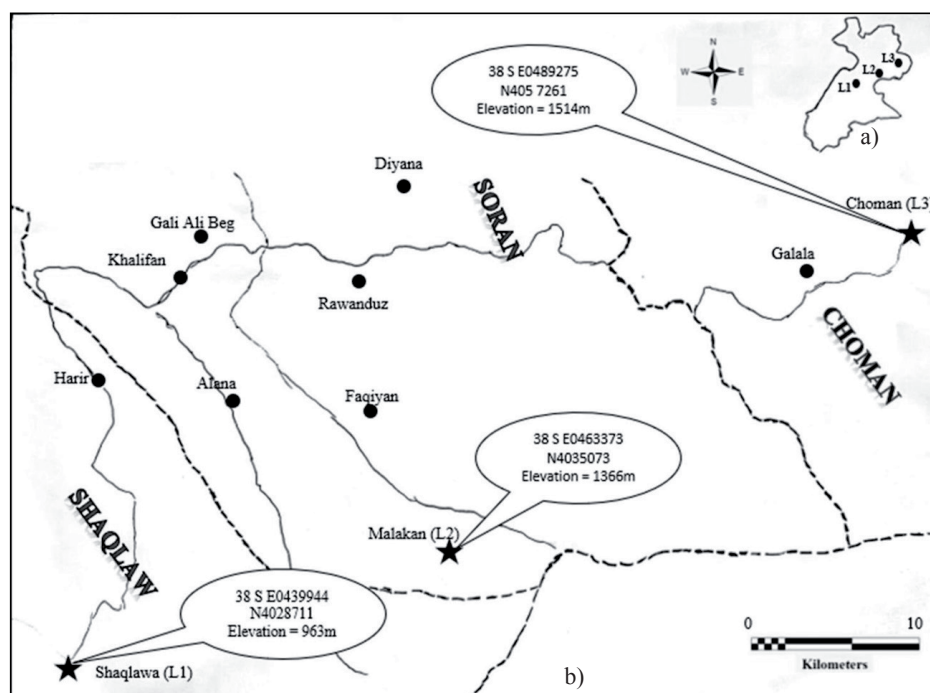 N
W E
S
L3
L2
L1
a)
38 S E0489275
N405 7261
Elevation = 1514m
Diyana
SORAN
Choman (L3)
Gali Ali Beg
Khalifan
Galala
Rawanduz
CHOMAN
Harir
Alana
Faqiyan
38 S E0463373
N4035073
Elevation = 1366m
SHAQLAW
Malakan (L2)
38 S E0439944
N4028711
Elevation = 963m
0 10
Kilometers
Shaqlawa (L1)
b)